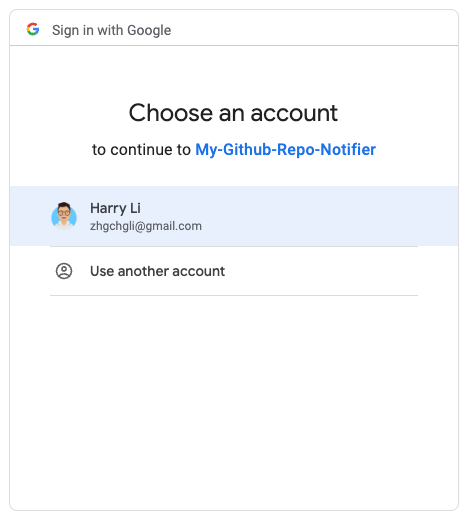 Sign in with Google
Choose an account
to continue to My-Github-Repo-Notifier
Harry Li
zhgchgli@gmail.com
Use another account